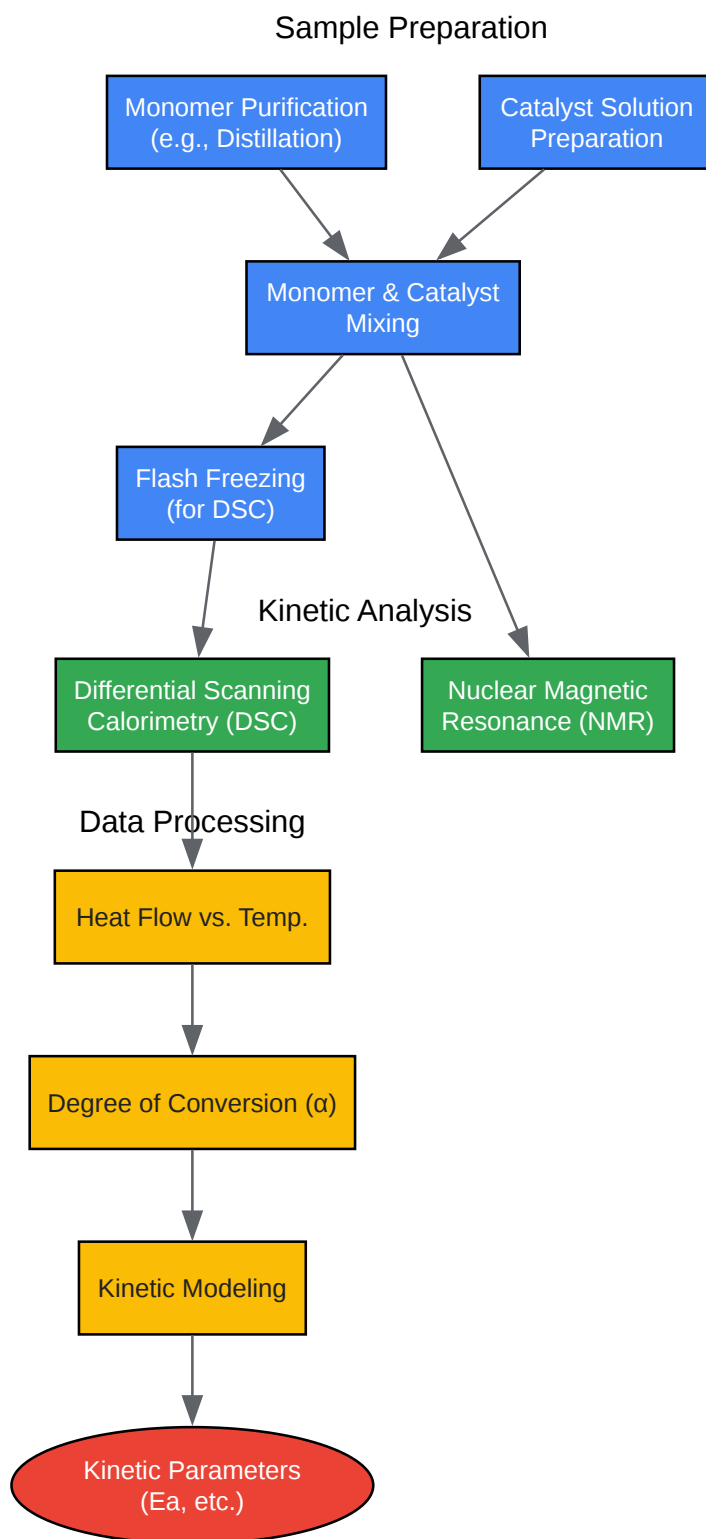 Sample Preparation
Monomer Purification
(e.g., Distillation)
Catalyst Solution
Preparation
Monomer & Catalyst
Mixing
Flash Freezing
(for DSC)
Kinetic Analysis
Differential Scanning
Calorimetry (DSC)
Nuclear Magnetic
Resonance (NMR)
Data Processing
Heat Flow vs. Temp.
Degree of Conversion (α)
Kinetic Modeling
Kinetic Parameters
(Ea, etc.)